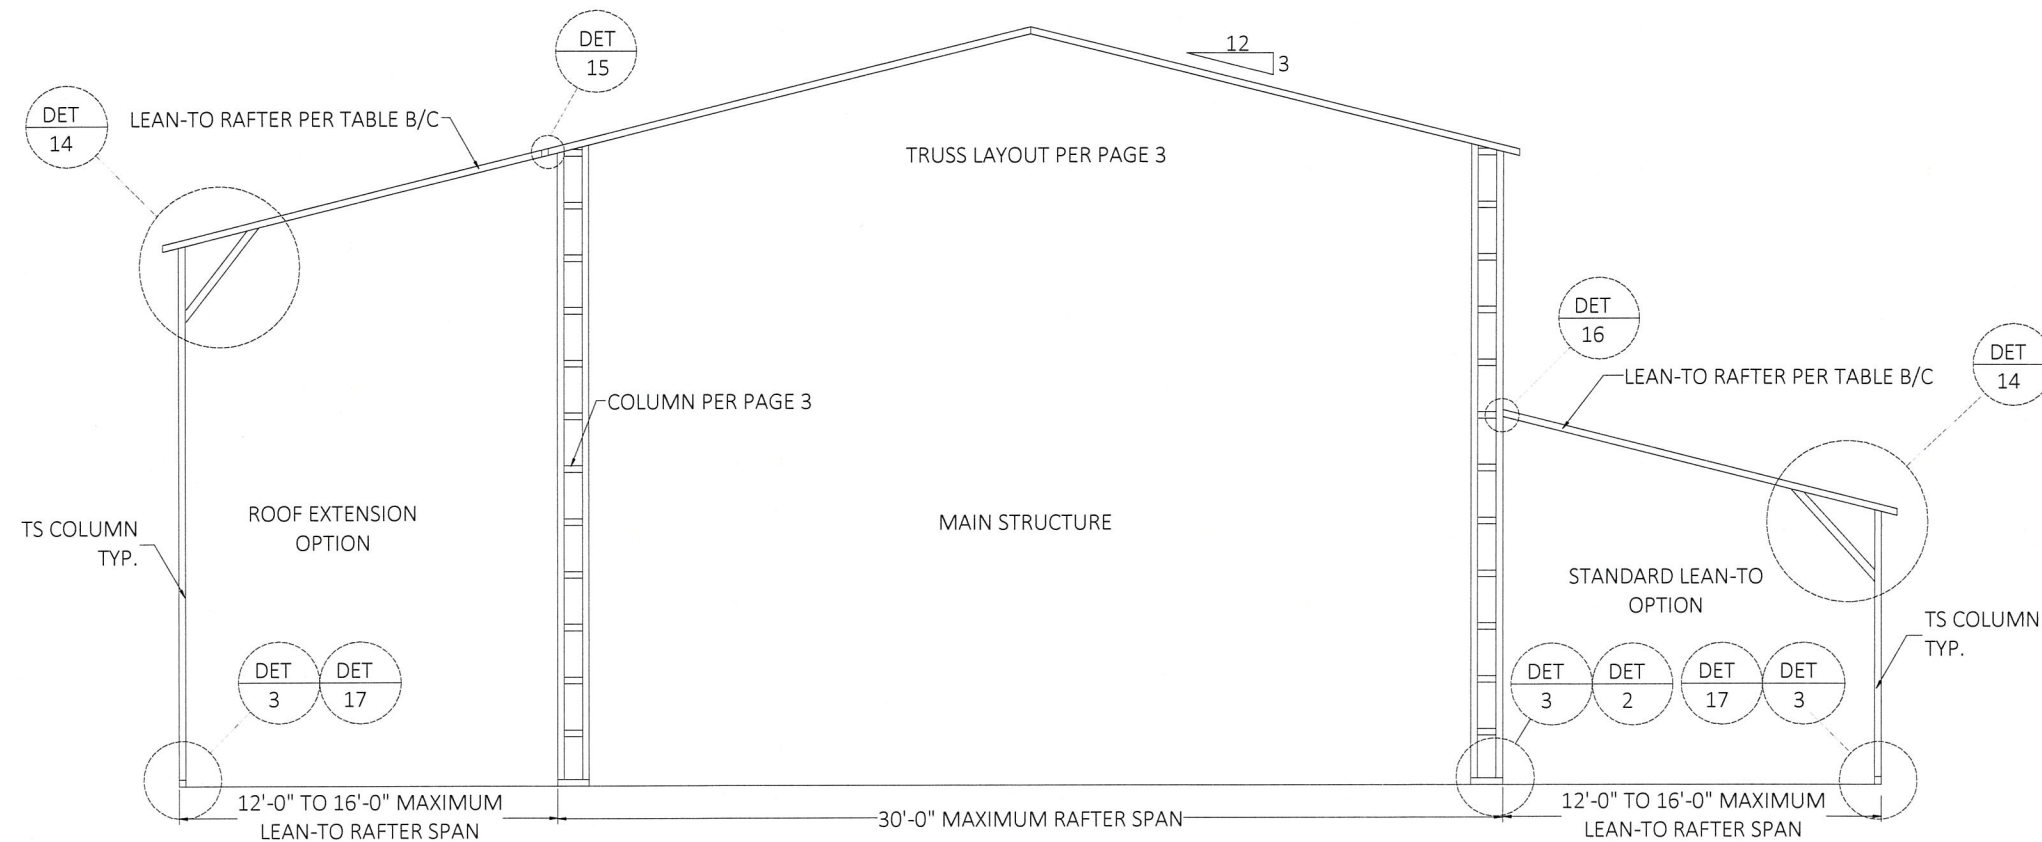 DET
15
12
3
DET
14
LEAN-TO RAFTER PER TABLE B/C
TRUSS LAYOUT PER PAGE 3
DET
16
DET
14
LEAN-TO RAFTER PER TABLE B/C
COLUMN PER PAGE 3
TS COLUMN
TYP.
ROOF EXTENSION
OPTION
MAIN STRUCTURE
STANDARD LEAN-TO
OPTION
TS COLUMN
TYP.
DET
3
DET
17
DET
3
DET
2
DET
17
DET
3
12'-0" TO 16'-0" MAXIMUM
LEAN-TO RAFTER SPAN
30'-0" MAXIMUM RAFTER SPAN
12'-0" TO 16'-0" MAXIMUM
LEAN-TO RAFTER SPAN